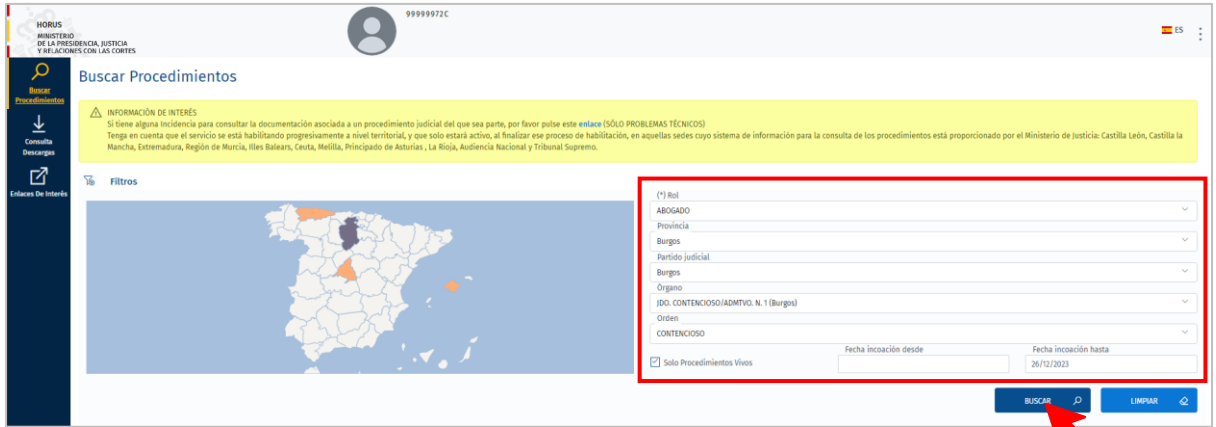 HORUS
MINISTERIO
DE LA PRESIDENCIA, JUSTICIA
Y RELACIONES CON LAS CORTES
99999972C
ES
Buscar
Procedimientos
Consulta
Descargas
Enlaces De Interés
Buscar Procedimientos
INFORMACIÓN DE INTERÉS
Si tiene alguna Incidencia para consultar la documentación asociada a un procedimiento judicial del que sea parte, por favor pulse este enlace (SÓLO PROBLEMAS TÉCNICOS)
Tenga en cuenta que el servicio se está habilitando progresivamente a nivel territorial, y que solo estará activo, al finalizar ese proceso de habilitación, en aquellas sedes cuyo sistema de información para la consulta de los procedimientos está proporcionado por el Ministerio de Justicia: Castilla León, Castilla la
Mancha, Extremadura, Región de Murcia, Illes Balears, Ceuta, Melilla, Principado de Asturias , La Rioja, Audiencia Nacional y Tribunal Supremo.
Filtros
(*) Rol
ABOGADO
Provincia
Burgos
Partido judicial
Burgos
Órgano
JDO. CONTENCIOSO/ADMTVO. N. 1 (Burgos)
Orden
CONTENCIOSO
Solo Procedimientos Vivos
Fecha incoación desde
Fecha incoación hasta
26/12/2023
BUSCAR
LIMPIAR